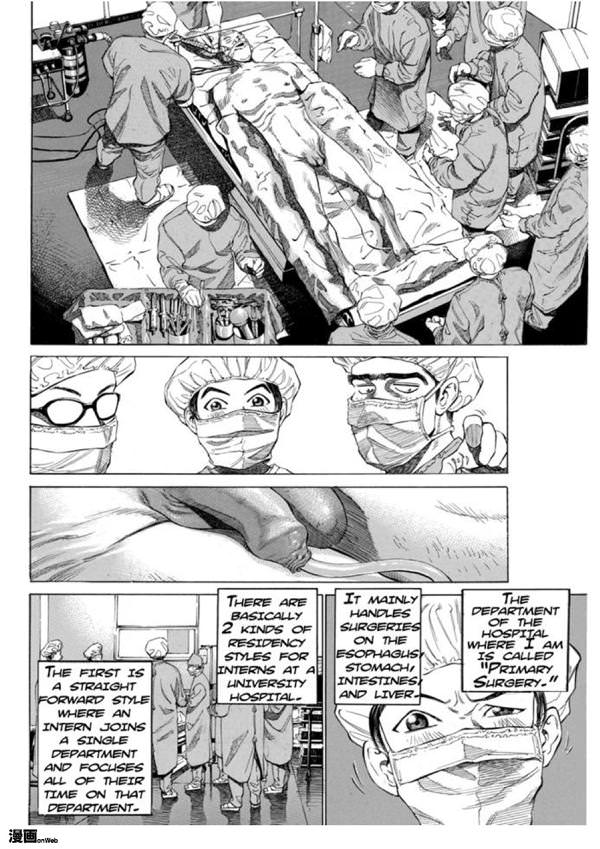 THE
DEPARTMENT
OF THE
HOSPITAL
WHERE I AM
IS CALLED
"PRIMARY
SURGERY."
IT MAINLY
HANDLES
SURGERIES
ON THE
ESOPHAGUS,
STOMACH,
INTESTINES,
AND LIVER.
THERE ARE
BASICALLY
2 KINDS OF
RESIDENCY
STYLES FOR
INTERNS AT A
UNIVERSITY
HOSPITAL.
THE FIRST IS
A STRAIGHT
FORWARD STYLE
WHERE AN
INTERN JOINS
A SINGLE
DEPARTMENT
AND FOCUSES
ALL OF THEIR
TIME ON THAT
DEPARTMENT.
漫画onWeb